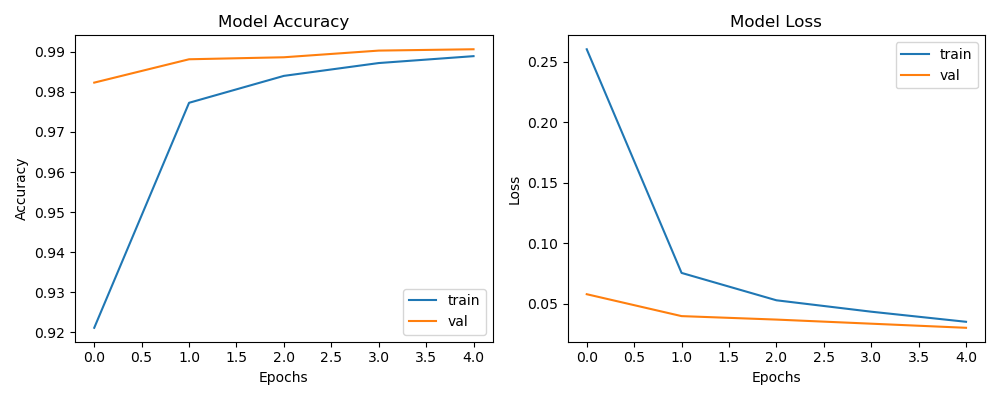 Model Accuracy
Accuracy
0.99
0.98
0.97
0.96
0.95
0.94
0.93
0.92
train
val
0.0 0.5 1.0 1.5 2.0 2.5 3.0 3.5 4.0
Epochs
Model Loss
Loss
0.25
0.20
0.15
0.10
0.05
train
val
0.0 0.5 1.0 1.5 2.0 2.5 3.0 3.5 4.0
Epochs